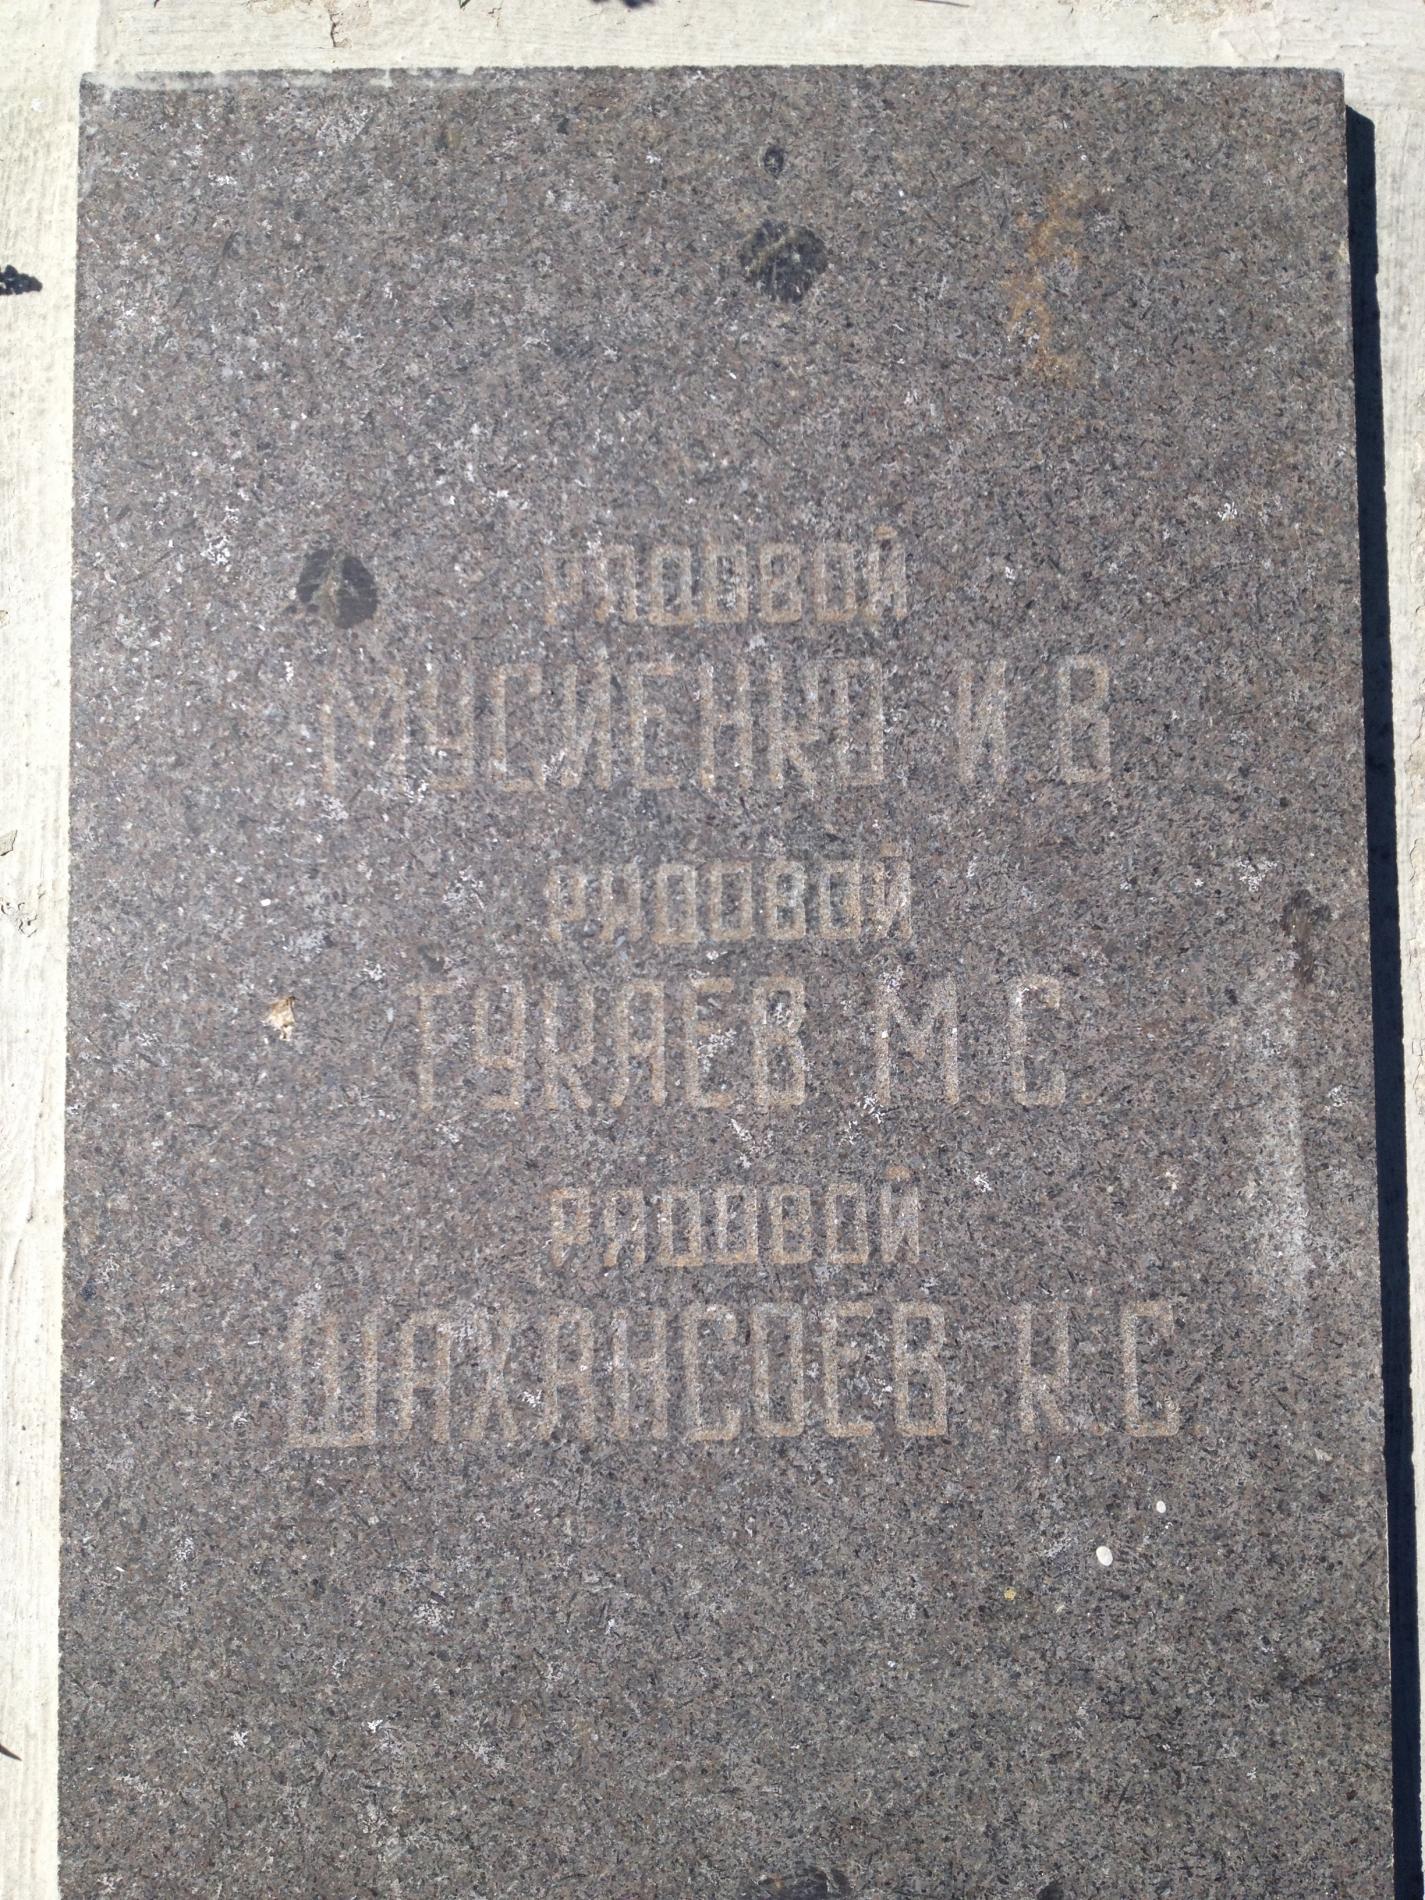 РЯДОВОЙ
МУСИЕНКО И В
РЯДОВОЙ
ТУКАЕВ М.С.
РЯДОВОЙ
ШАХАНСОЕВ К.С.